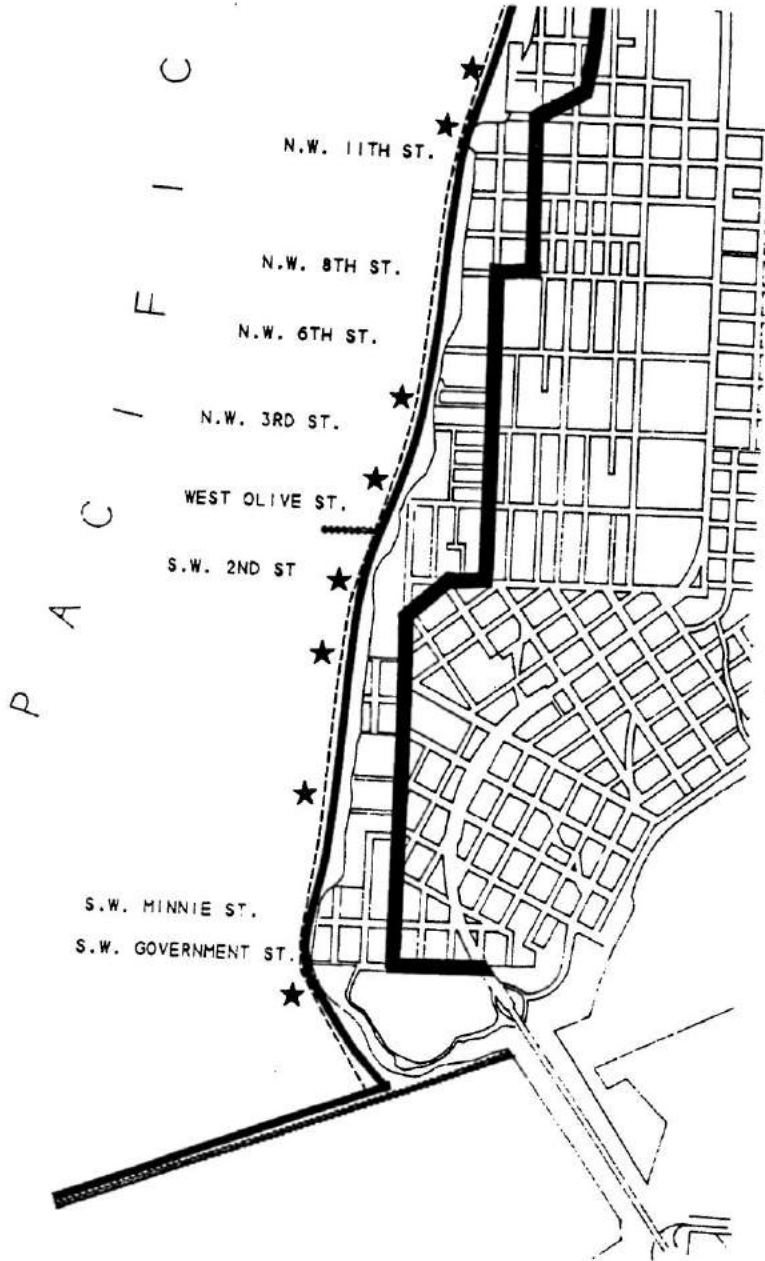 PACIFIC
N.W. 11TH ST.
N.W. 8TH ST.
N.W. 6TH ST.
N.W. 3RD ST.
WEST OLIVE ST.
S.W. 2ND ST
S.W. MINNIE ST.
S.W. GOVERNMENT ST.